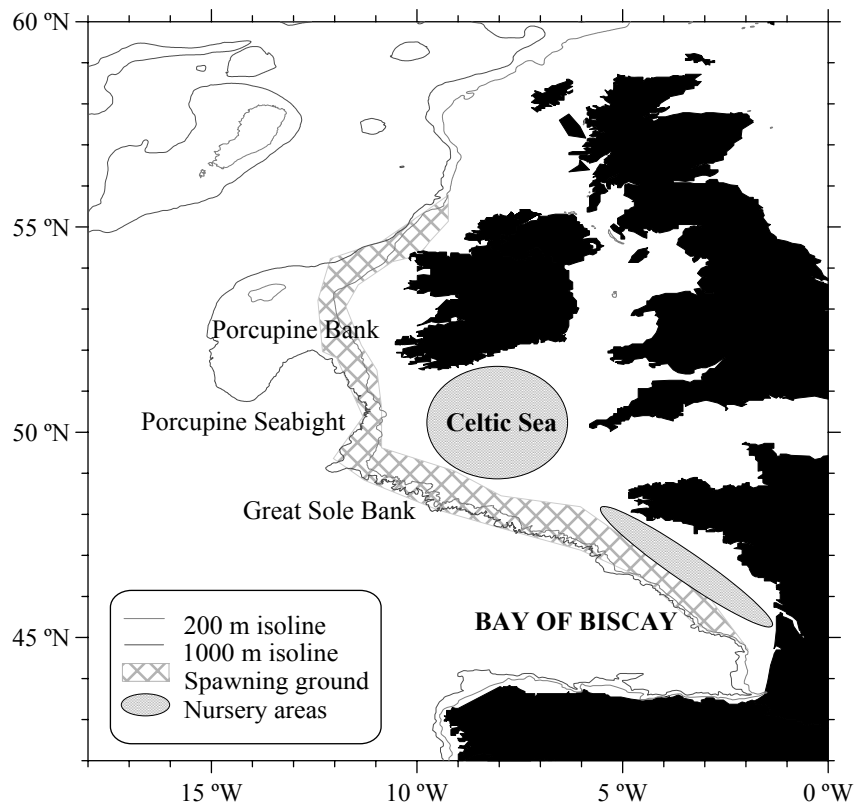 60 ºN
55 ºN
Porcupine Bank
Porcupine Seabight
Celtic Sea
50 ºN
Great Sole Bank
BAY OF BISCAY
45 ºN
200 m isoline
1000 m isoline
Spawning ground
Nursery areas
15 ºW
10 ºW
5 ºW
0 ºW